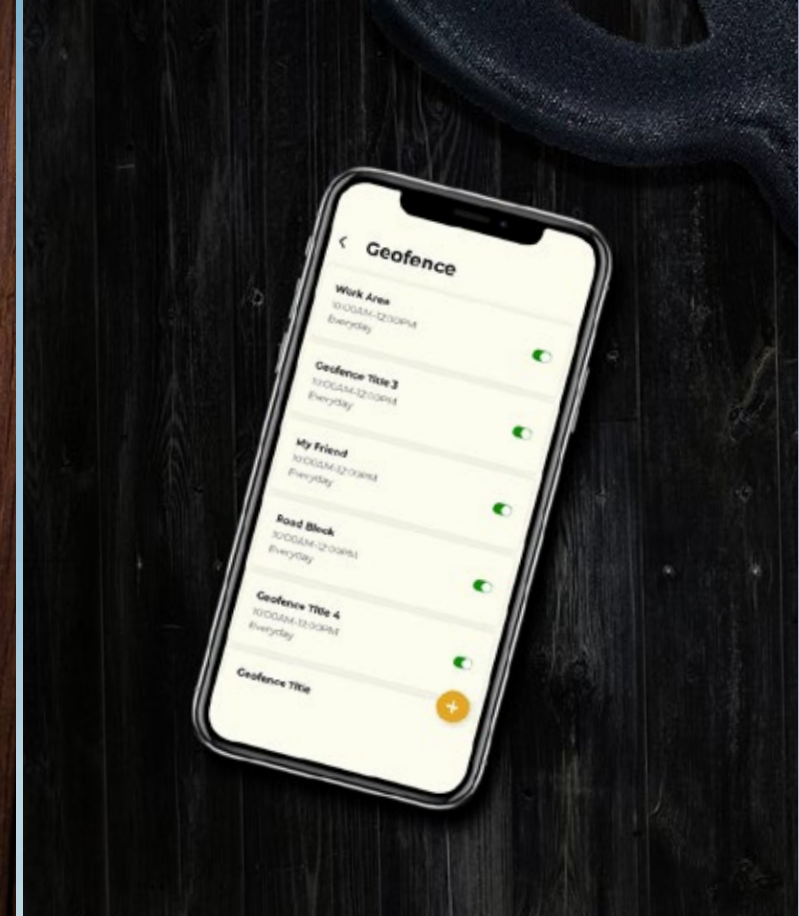 Geofence
Work Area
10:00AM-12:00PM
Everyday
Geofence Title 3
10:00AM-12:00PM
Everyday
My Friend
10:00AM-12:00PM
Everyday
Road Block
10:00AM-12:00PM
Everyday
Geofence Title 4
10:00AM-12:00PM
Everyday
Geofence Title